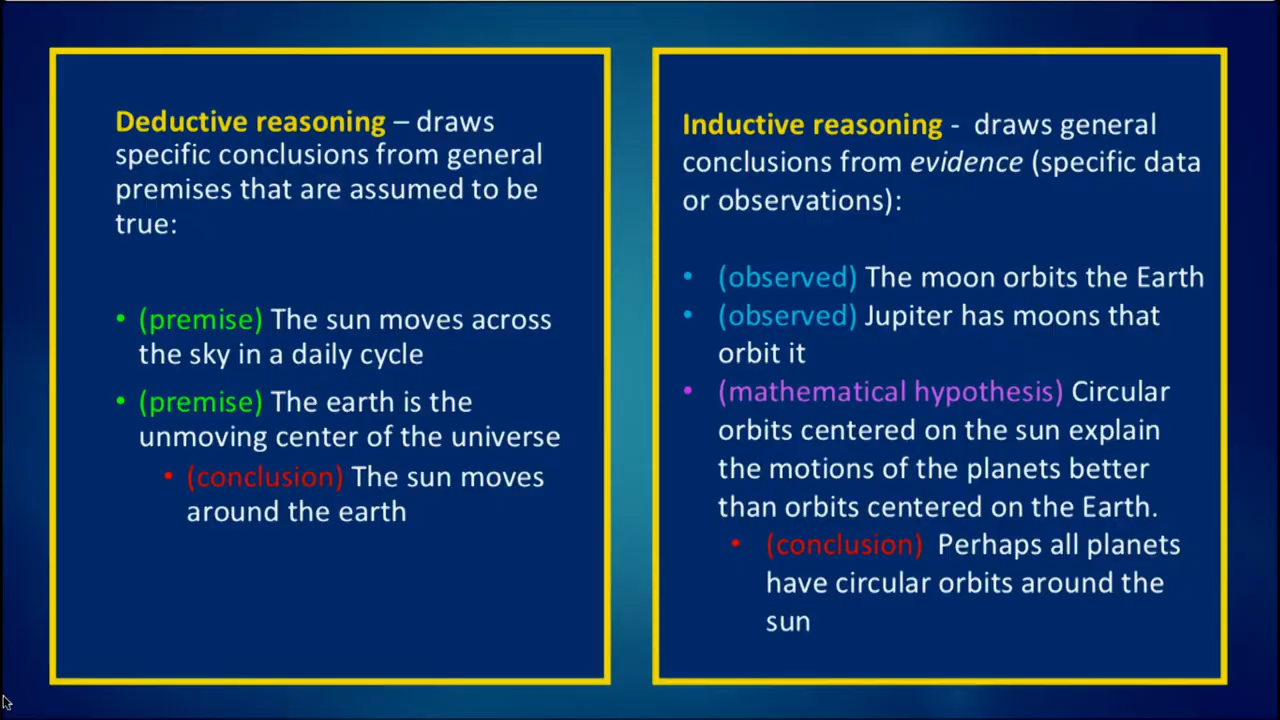 Deductive reasoning – draws
specific conclusions from general
premises that are assumed to be
true:
• (premise) The sun moves across
the sky in a daily cycle
• (premise) The earth is the
unmoving center of the universe
• (conclusion) The sun moves
around the earth
Inductive reasoning - draws general
conclusions from evidence (specific data
or observations):
• (observed) The moon orbits the Earth
• (observed) Jupiter has moons that
orbit it
• (mathematical hypothesis) Circular
orbits centered on the sun explain
the motions of the planets better
than orbits centered on the Earth.
• (conclusion) Perhaps all planets
have circular orbits around the
sun